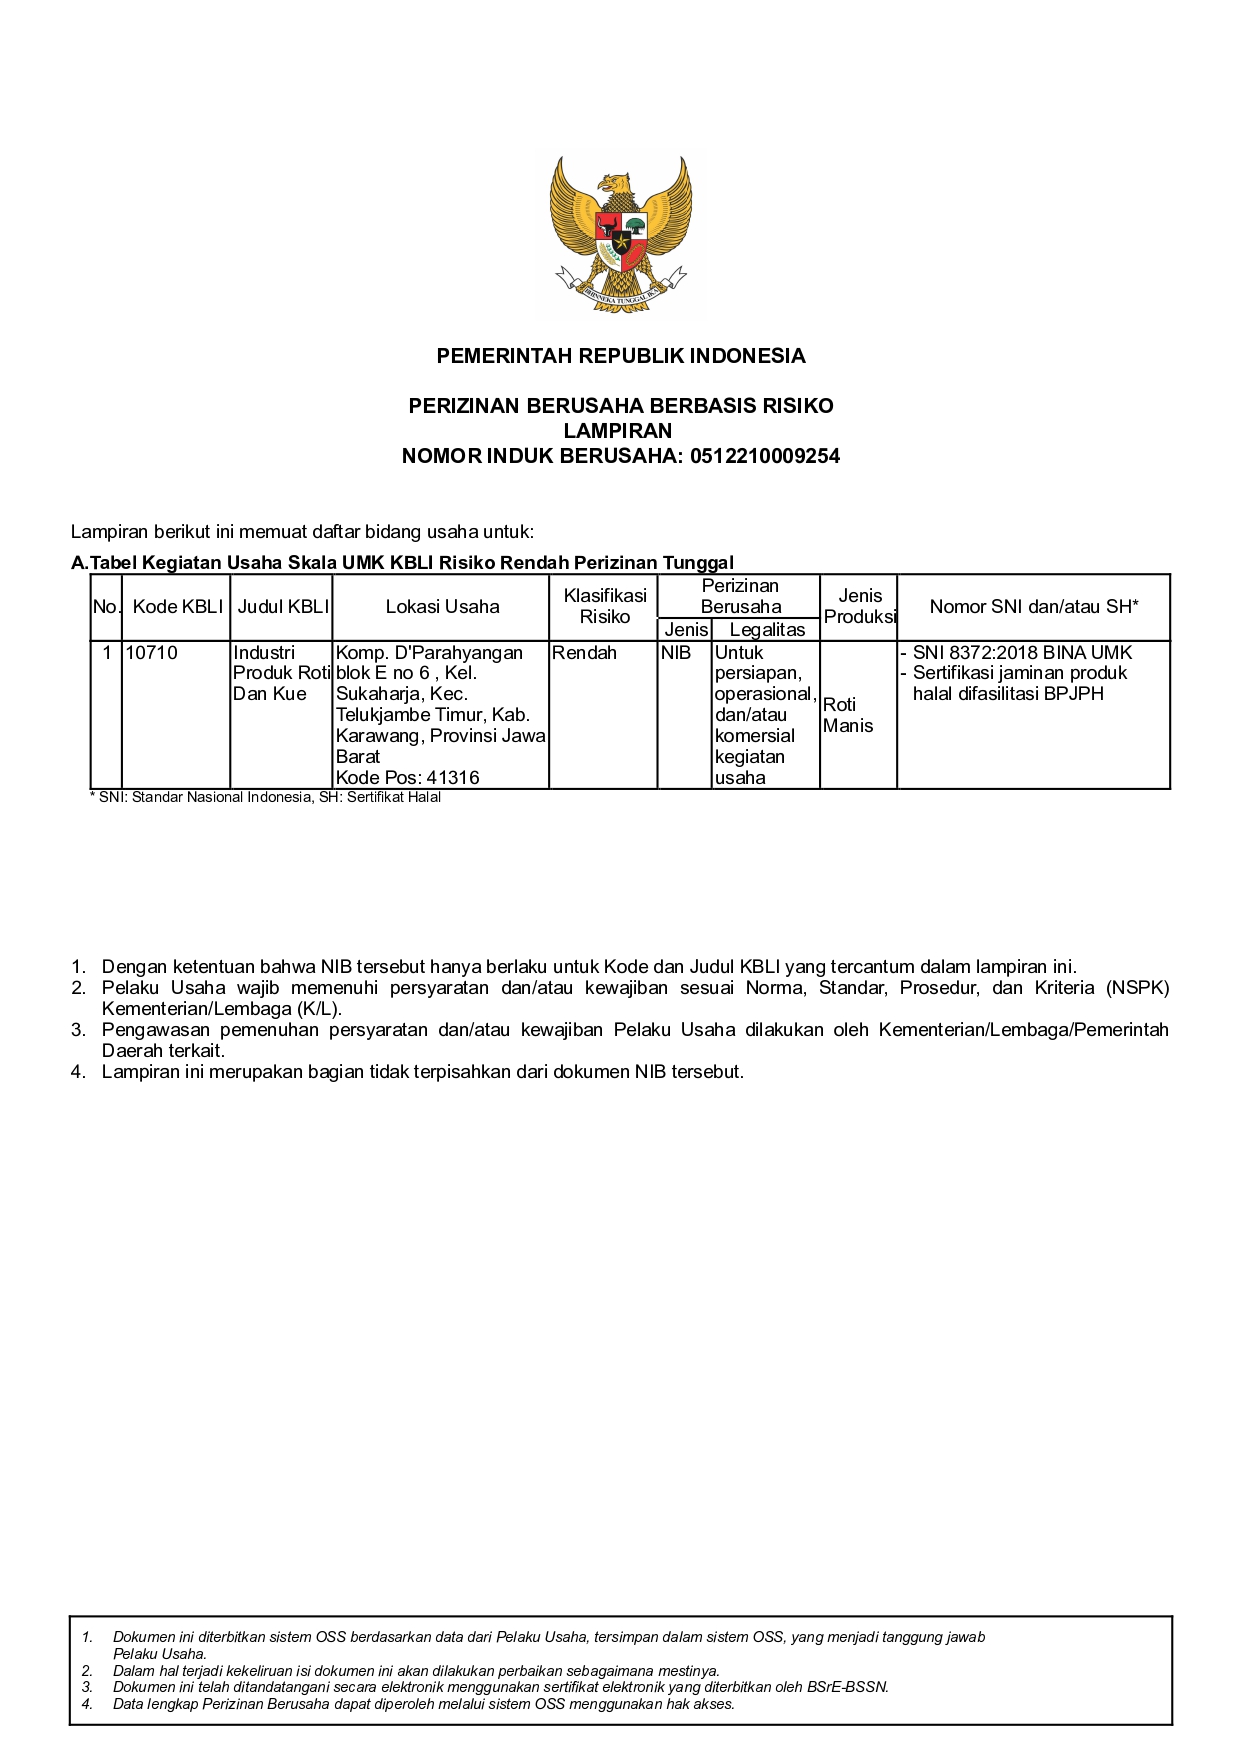 BHINNEKA TUNGGAL IKA
PEMERINTAH REPUBLIK INDONESIA
PERIZINAN BERUSAHA BERBASIS RISIKO
LAMPIRAN
NOMOR INDUK BERUSAHA: 0512210009254
Lampiran berikut ini memuat daftar bidang usaha untuk:
A.Tabel Kegiatan Usaha Skala UMK KBLI Risiko Rendah Perizinan Tunggal
No. Kode KBLI Judul KBLI Lokasi Usaha Klasifikasi Risiko Perizinan Berusaha Jenis Produksi Nomor SNI dan/atau SH*
Jenis Legalitas
1 10710 Industri Komp. D'Parahyangan Rendah NIB Untuk - SNI 8372:2018 BINA UMK
Produk Roti blok E no 6 , Kel. persiapan, - Sertifikasi jaminan produk
Dan Kue Sukaharja, Kec. operasional, halal difasilitasi BPJPH
Telukjambe Timur, Kab. dan/atau Roti
Karawang, Provinsi Jawa komersial Manis
Barat kegiatan
Kode Pos: 41316 usaha
* SNI: Standar Nasional Indonesia, SH: Sertifikat Halal
1. Dengan ketentuan bahwa NIB tersebut hanya berlaku untuk Kode dan Judul KBLI yang tercantum dalam lampiran ini.
2. Pelaku Usaha wajib memenuhi persyaratan dan/atau kewajiban sesuai Norma, Standar, Prosedur, dan Kriteria (NSPK)
Kementerian/Lembaga (K/L).
3. Pengawasan pemenuhan persyaratan dan/atau kewajiban Pelaku Usaha dilakukan oleh Kementerian/Lembaga/Pemerintah
Daerah terkait.
4. Lampiran ini merupakan bagian tidak terpisahkan dari dokumen NIB tersebut.
1. Dokumen ini diterbitkan sistem OSS berdasarkan data dari Pelaku Usaha, tersimpan dalam sistem OSS, yang menjadi tanggung jawab
Pelaku Usaha.
2. Dalam hal terjadi kekeliruan isi dokumen ini akan dilakukan perbaikan sebagaimana mestinya.
3. Dokumen ini telah ditandatangani secara elektronik menggunakan sertifikat elektronik yang diterbitkan oleh BSrE-BSSN.
4. Data lengkap Perizinan Berusaha dapat diperoleh melalui sistem OSS menggunakan hak akses.